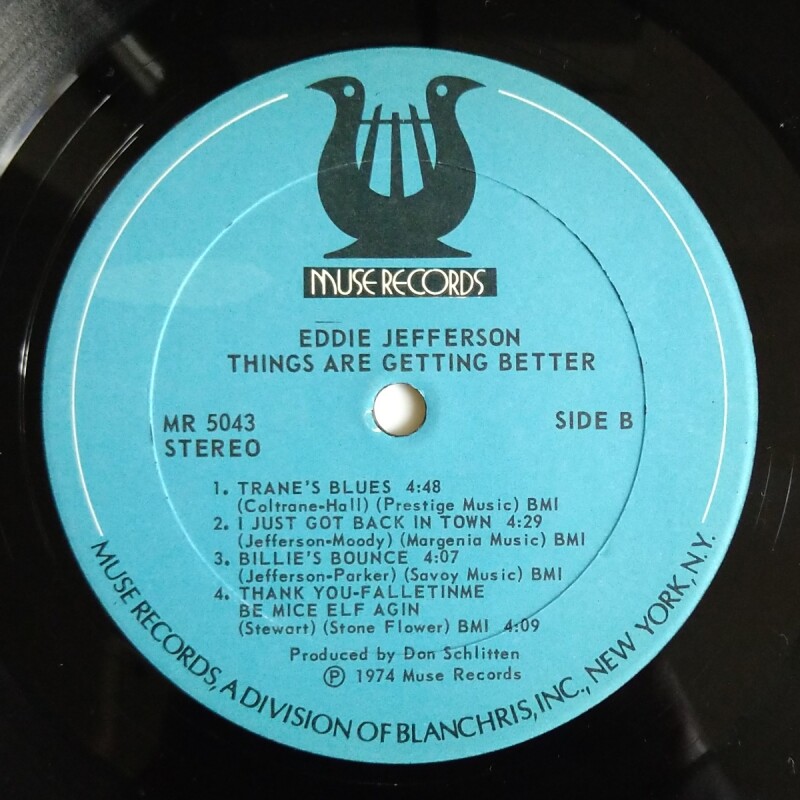 MUSE RECORDS
EDDIE JEFFERSON
THINGS ARE GETTING BETTER
MR 5043
STEREO
SIDE B
1. TRANE'S BLUES 4:48
(Coltrane-Hall) (Prestige Music) BMI
2. I JUST GOT BACK IN TOWN 4:29
(Jefferson-Moody) (Margenia Music) BMI
3. BILLIE'S BOUNCE 4:07
(Jefferson-Parker) (Savoy Music) BMI
4. THANK YOU-FALLETINME
BE MICE ELF AGIN
(Stewart) (Stone Flower) BMI 4:09
Produced by Don Schlitten
℗ 1974 Muse Records
MUSE RECORDS, A DIVISION OF BLANCHRIS, INC., NEW YORK, N.Y.